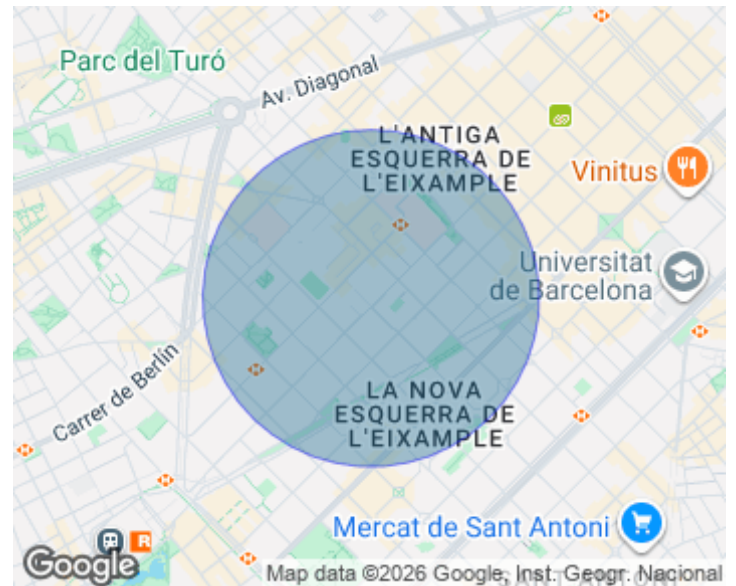 Parc del Turó
Av. Diagonal
L'ANTIGA
ESQUERRA DE
L'EIXAMPLE
Vinitus
Universitat
de Barcelona
Carrer de Berlín
LA NOVA
ESQUERRA DE
L'EIXAMPLE
Mercat de Sant Antoni
R
Google
Map data ©2026 Google, Inst. Geogr. Nacional